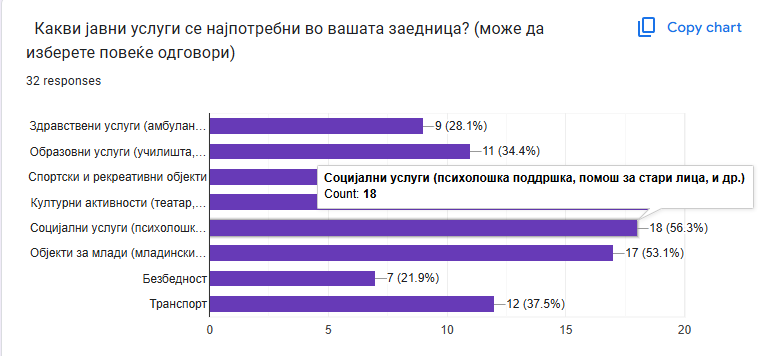 Какви јавни услуги се најпотребни во вашата заедница? (може да
изберете повеќе одговори)
Copy chart
32 responses
Здравствени услуги (амбулан...
9 (28.1%)
Образовни услуги (училишта,...
11 (34.4%)
Спортски и рекреативни објекти
Социјални услуги (психолошка поддршка, помош за стари лица, и др.)
Count: 18
Културни активности (театар,...
Социјални услуги (психолошк...
18 (56.3%)
Објекти за млади (младински...
17 (53.1%)
Безбедност
7 (21.9%)
Транспорт
12 (37.5%)
0
5
10
15
20